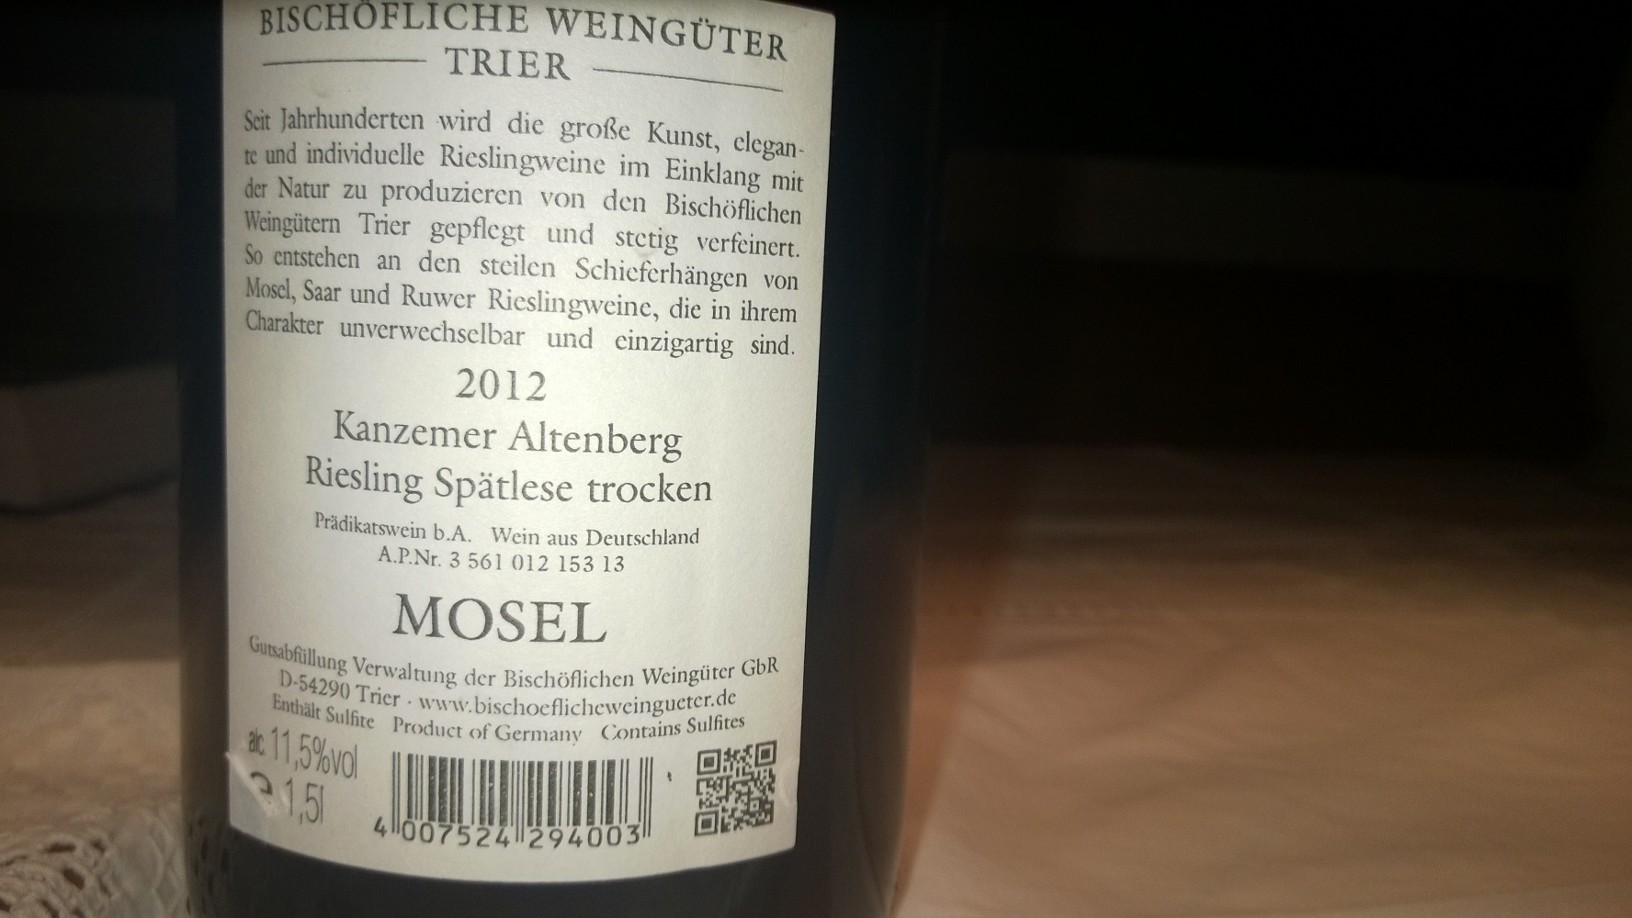 BISCHÖFLICHE WEINGÜTER
TRIER
Seit Jahrhunderten wird die große Kunst, elegan-
te und individuelle Rieslingweine im Einklang mit
der Natur zu produzieren von den Bischöflichen
Weingütern Trier gepflegt und stetig verfeinert.
So entstehen an den steilen Schieferhängen von
Mosel, Saar und Ruwer Rieslingweine, die in ihrem
Charakter unverwechselbar und einzigartig sind.
2012
Kanzemer Altenberg
Riesling Spätlese trocken
Prädikatswein b.A. Wein aus Deutschland
A.P.Nr. 3 561 012 153 13
MOSEL
Gutsabfüllung Verwaltung der Bischöflichen Weingüter GbR
D-54290 Trier · www.bischoeflicheweingueter.de
Enthält Sulfite Product of Germany Contains Sulfites
alc. 11,5%vol
e 1,5l
4 007524 294003